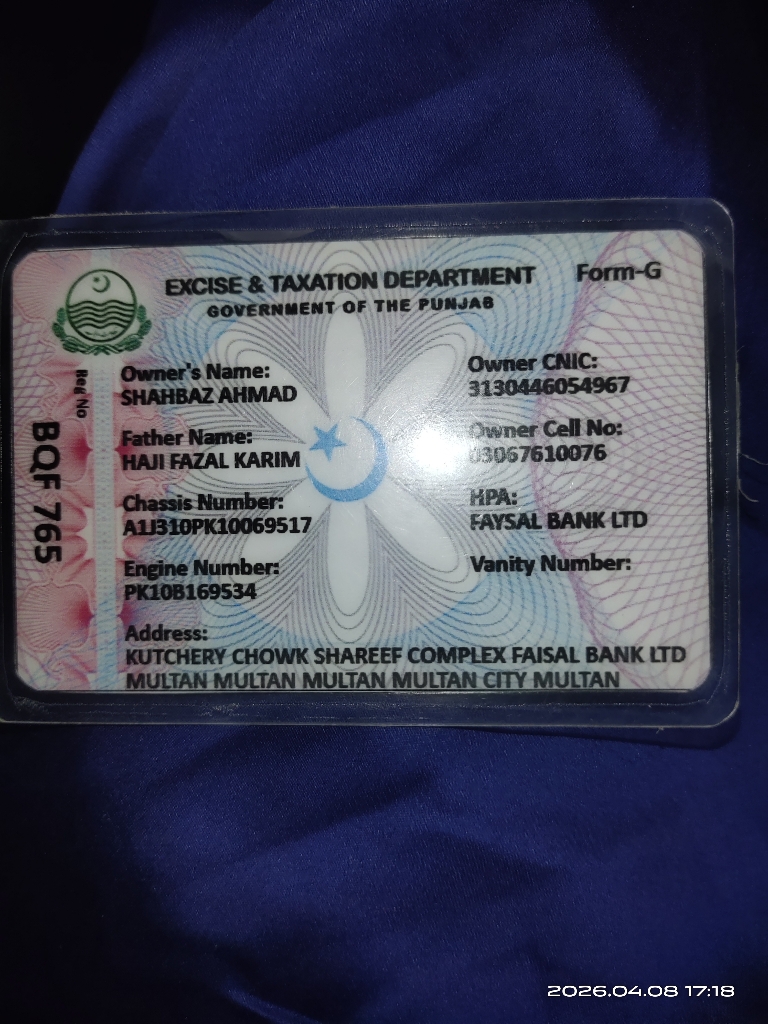 EXCISE & TAXATION DEPARTMENT Form-G
GOVERNMENT OF THE PUNJAB
Reg No
BQF 765
Owner's Name:
SHAHBAZ AHMAD
Owner CNIC:
3130446054967
Father Name:
HAJI FAZAL KARIM
Owner Cell No:
03067610076
Chassis Number:
A1J310PK10069517
HPA:
FAYSAL BANK LTD
Engine Number:
PK10B169534
Vanity Number:
Address:
KUTCHERY CHOWK SHAREEF COMPLEX FAISAL BANK LTD
MULTAN MULTAN MULTAN MULTAN CITY MULTAN
2026.04.08 17:18